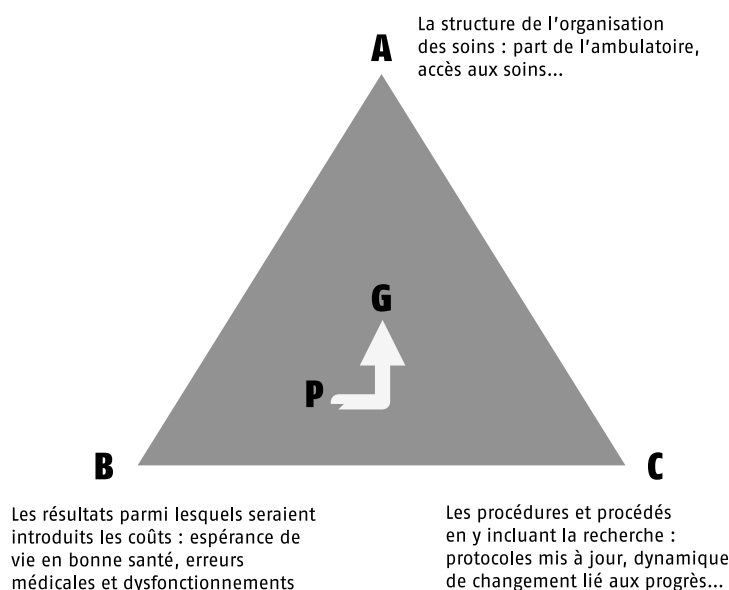 A
La structure de l'organisation
des soins : part de l'ambulatoire,
accès aux soins...
G
P
B
C
Les résultats parmi lesquels seraient
introduits les coûts : espérance de
vie en bonne santé, erreurs
médicales et dysfonctionnements
Les procédures et procédés
en y incluant la recherche :
protocoles mis à jour, dynamique
de changement lié aux progrès...